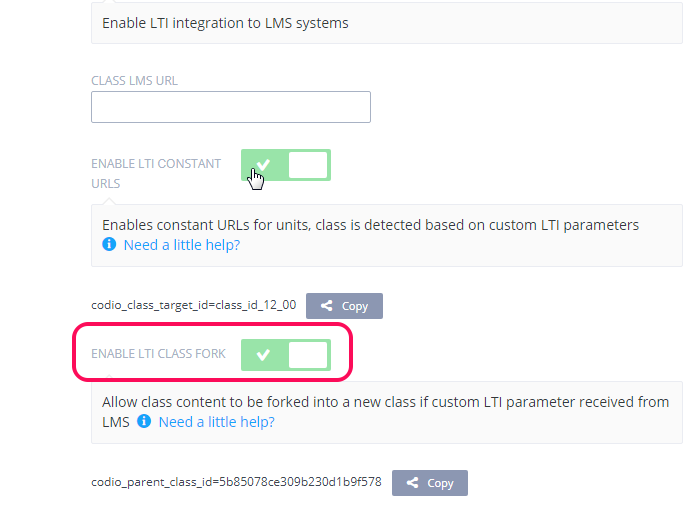 Enable LTI integration to LMS systems
CLASS LMS URL
ENABLE LTI CONSTANT
URLS
Enables constant URLs for units, class is detected based on custom LTI parameters
Need a little help?
codio_class_target_id=class_id_12_00 Copy
ENABLE LTI CLASS FORK
Allow class content to be forked into a new class if custom LTI parameter received from
LMS Need a little help?
codio_parent_class_id=5b85078ce309b230d1b9f578 Copy